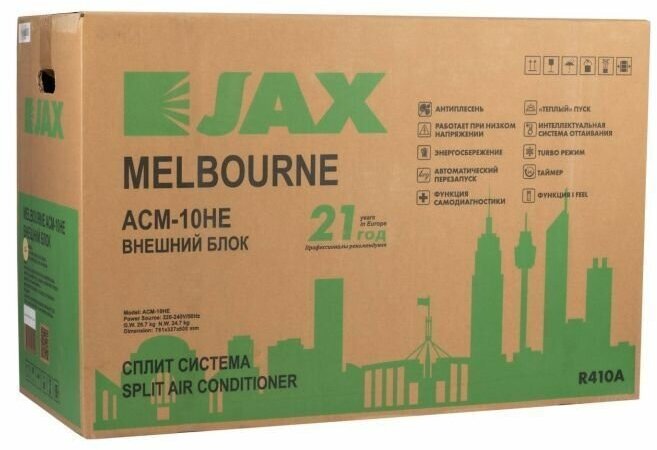 JAX
MELBOURNE
ACM-10HE
ВНЕШНИЙ БЛОК
21 years
in Europe
год
Профессионалы рекомендуют
АНТИПЛЕСЕНЬ
РАБОТАЕТ ПРИ НИЗКОМ
НАПРЯЖЕНИИ
ЭНЕРГОСБЕРЕЖЕНИЕ
АВТОМАТИЧЕСКИЙ
ПЕРЕЗАПУСК
ФУНКЦИЯ
САМОДИАГНОСТИКИ
«ТЕПЛЫЙ» ПУСК
ИНТЕЛЛЕКТУАЛЬНАЯ
СИСТЕМА ОТТАИВАНИЯ
TURBO РЕЖИМ
ТАЙМЕР
ФУНКЦИЯ I FEEL
Model: ACM-10HE
Power Source: 220-240V/50Hz
G.W. 26.7 kg N.W. 24.7 kg
Dimension:
СПЛИТ СИСТЕМА
SPLIT AIR CONDITIONER
R410A
JAX
MELBOURNE ACM-10HE
ВНЕШНИЙ БЛОК